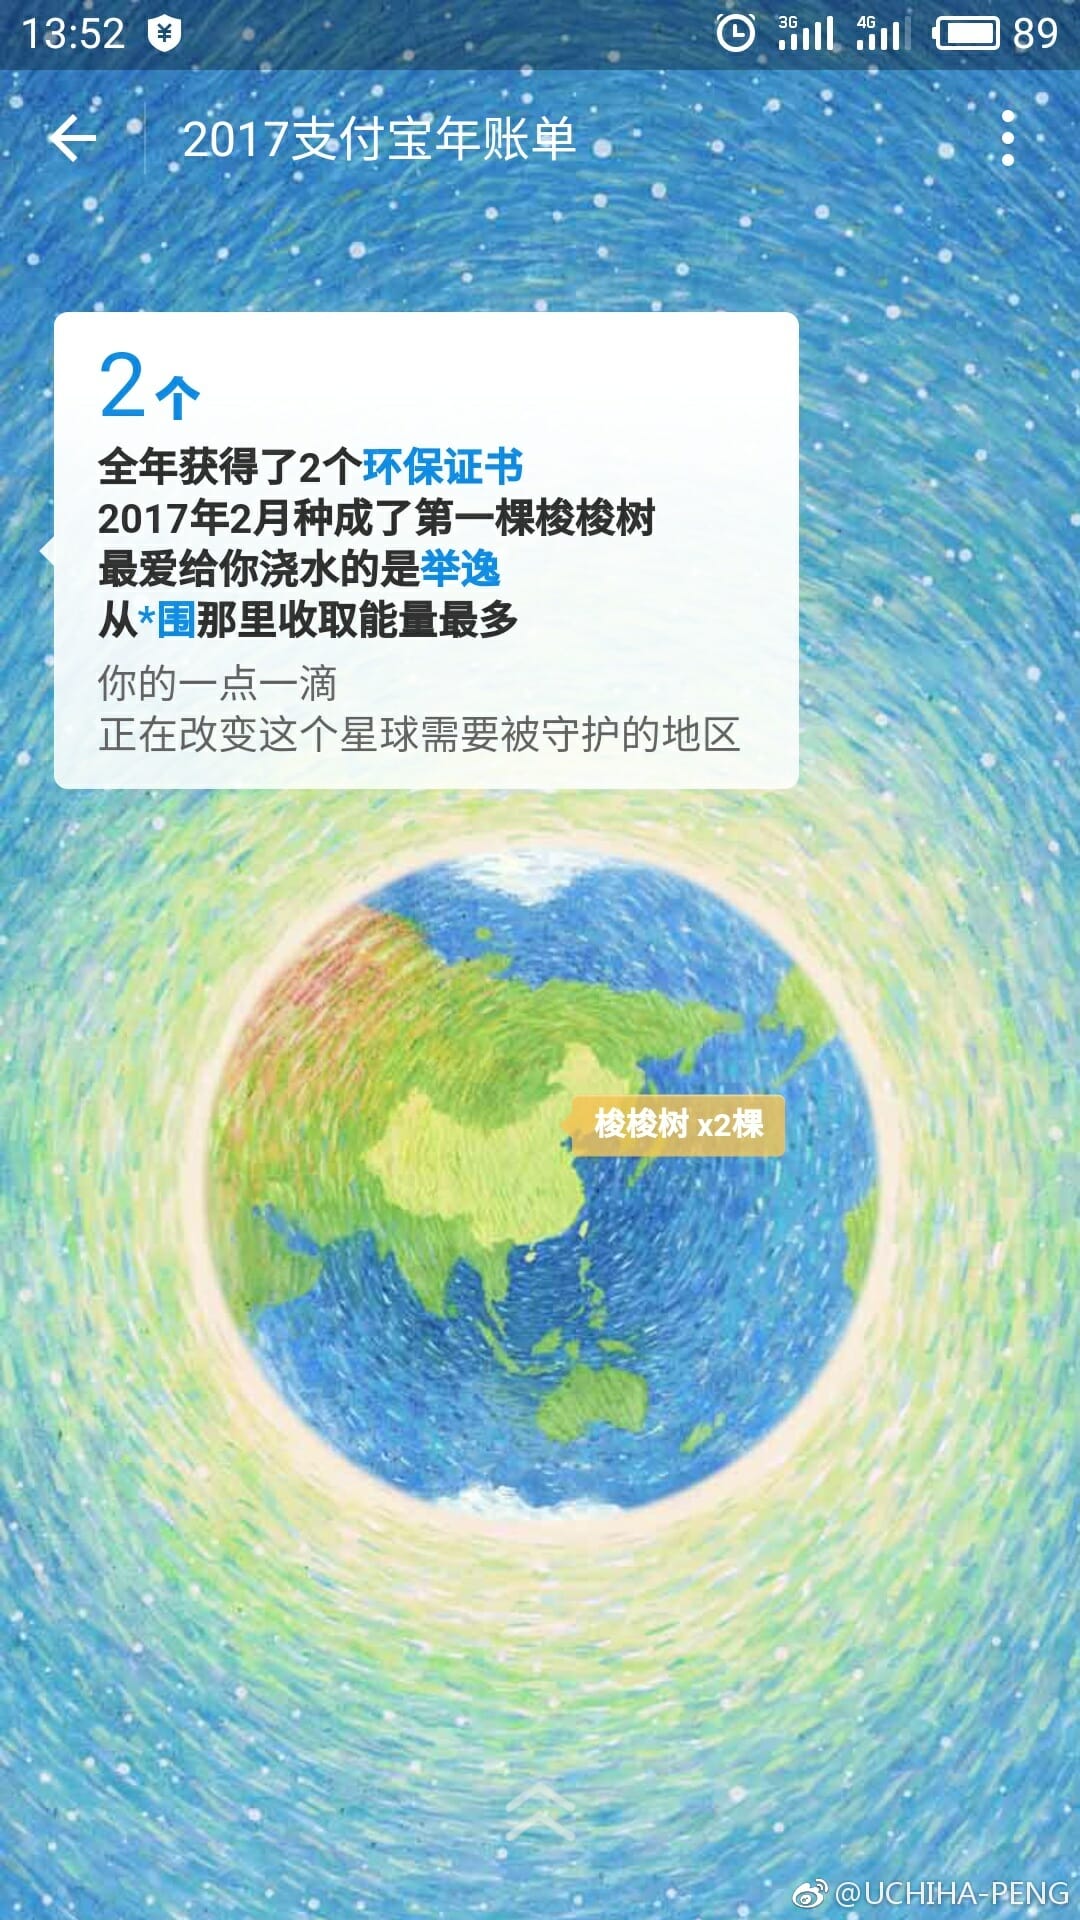 13:52
3G 4G 89
2017支付宝年账单
2个
全年获得了2个环保证书
2017年2月种成了第一棵梭梭树
最爱给你浇水的是举逸
从*围那里收取能量最多
你的一点一滴
正在改变这个星球需要被守护的地区
梭梭树 x2棵
@UCHIHA-PENG